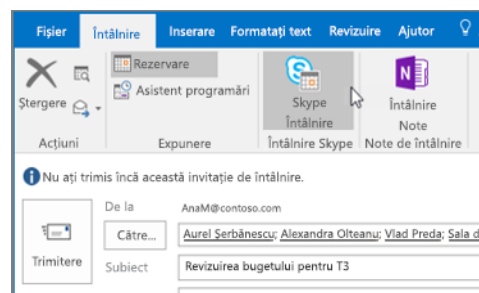 Fișier Întâlnire Inserare Formatați text Revizuire Ajutor
Ștergere
Acțiuni
Rezervare
Asistent programări
Expunere
Skype
Întâlnire
Întâlnire Skype
N
Întâlnire
Note
Note de întâlnire
Nu ați trimis încă această invitație de întâlnire.
Trimitere
De la AnaM@contoso.com
Către... Aurel Șerbănescu; Alexandra Olteanu; Vlad Preda; Sala d
Subiect Revizuirea bugetului pentru T3